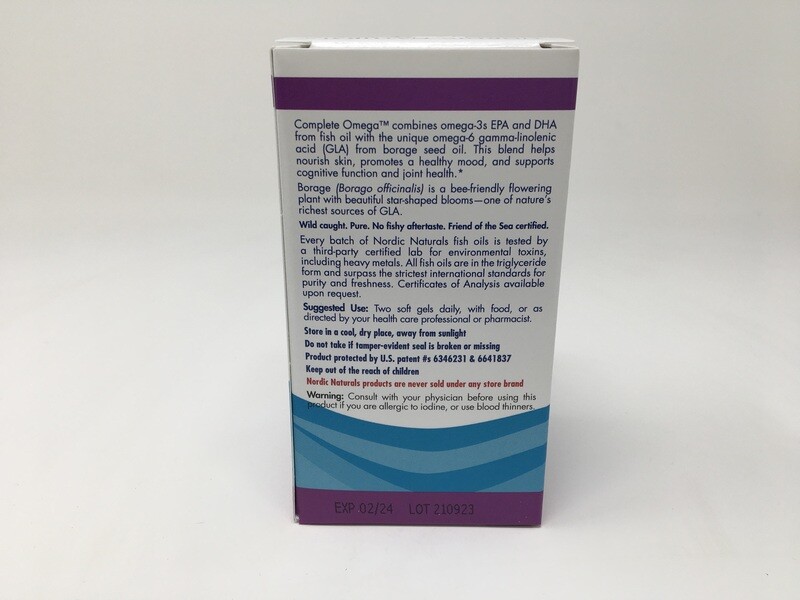 Complete Omega™ combines omega-3s EPA and DHA
from fish oil with the unique omega-6 gamma-linolenic
acid (GLA) from borage seed oil. This blend helps
nourish skin, promotes a healthy mood, and supports
cognitive function and joint health.*
Borage (Borago officinalis) is a bee-friendly flowering
plant with beautiful star-shaped blooms—one of nature's
richest sources of GLA.
Wild caught. Pure. No fishy aftertaste. Friend of the Sea certified.
Every batch of Nordic Naturals fish oils is tested by
a third-party certified lab for environmental toxins,
including heavy metals. All fish oils are in the triglyceride
form and surpass the strictest international standards for
purity and freshness. Certificates of Analysis available
upon request.
Suggested Use: Two soft gels daily, with food, or as
directed by your health care professional or pharmacist.
Store in a cool, dry place, away from sunlight
Do not take if tamper-evident seal is broken or missing
Product protected by U.S. patent #s 6346231 & 6641837
Keep out of the reach of children
Nordic Naturals products are never sold under any store brand
Warning: Consult with your physician before using this
product if you are allergic to iodine, or use blood thinners.
EXP 02/24 LOT 210923